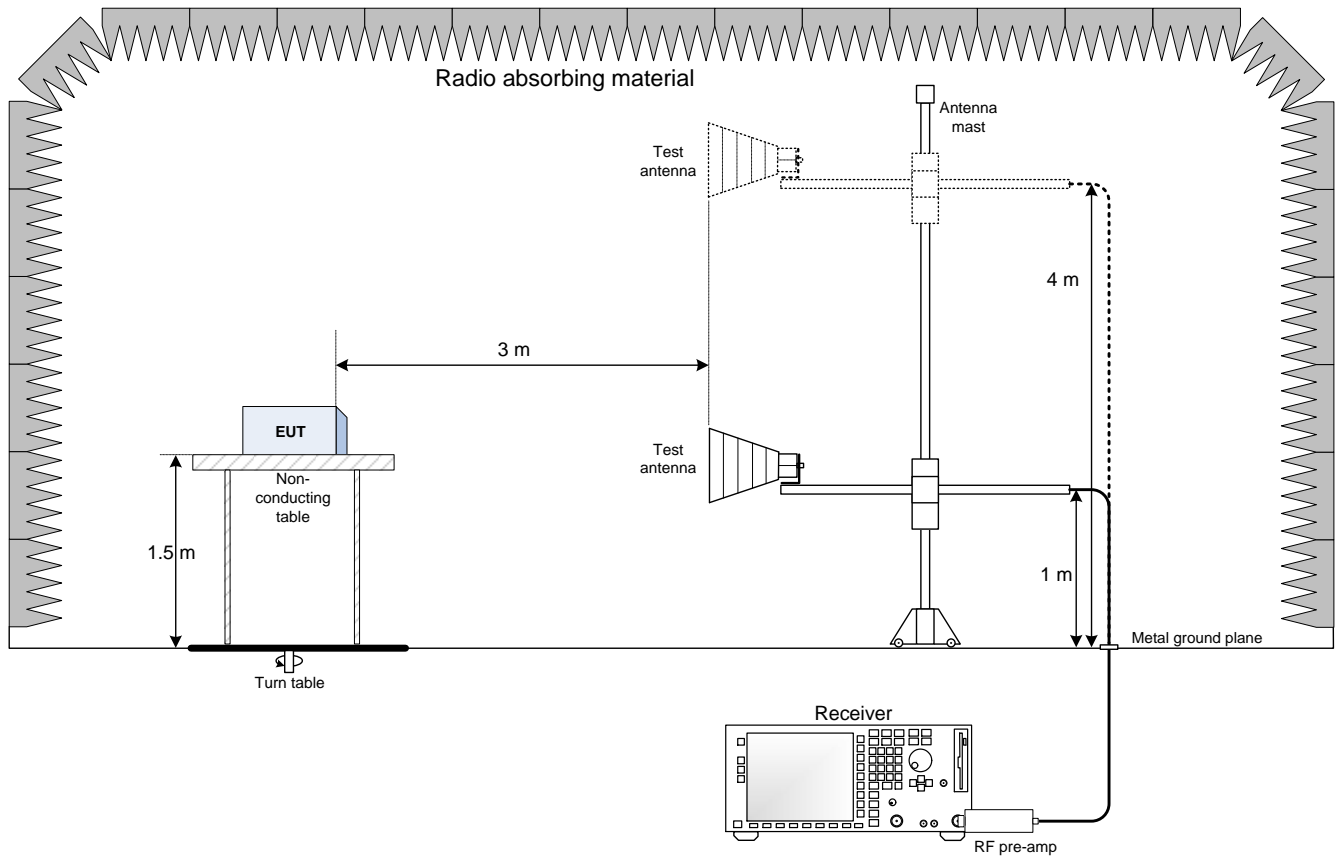 Radio absorbing material
Antenna
mast
Test
antenna
4 m
3 m
EUT
Test
antenna
Non-
conducting
table
1.5 m
1 m
Metal ground plane
Turn table
Receiver
RF pre-amp